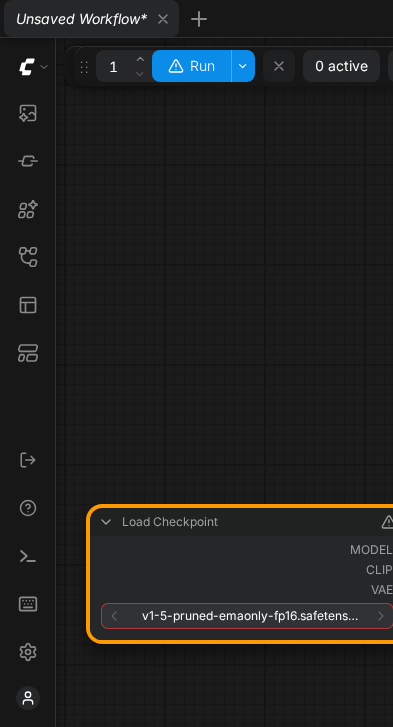 Unsaved Workflow*
1
Run
0 active
Load Checkpoint
MODEL
CLIP
VAE
v1-5-pruned-emaonly-fp16.safetens...